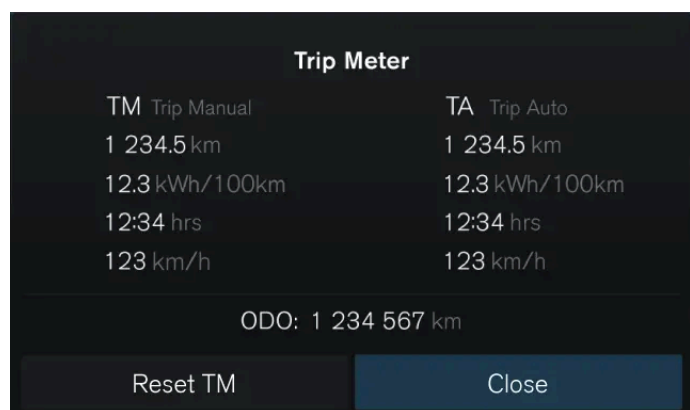 Trip Meter
TM Trip Manual TA Trip Auto
1 234.5 km 1 234.5 km
12.3 kWh/100km 12.3 kWh/100km
12:34 hrs 12:34 hrs
123 km/h 123 km/h
ODO: 1 234 567 km
Reset TM Close